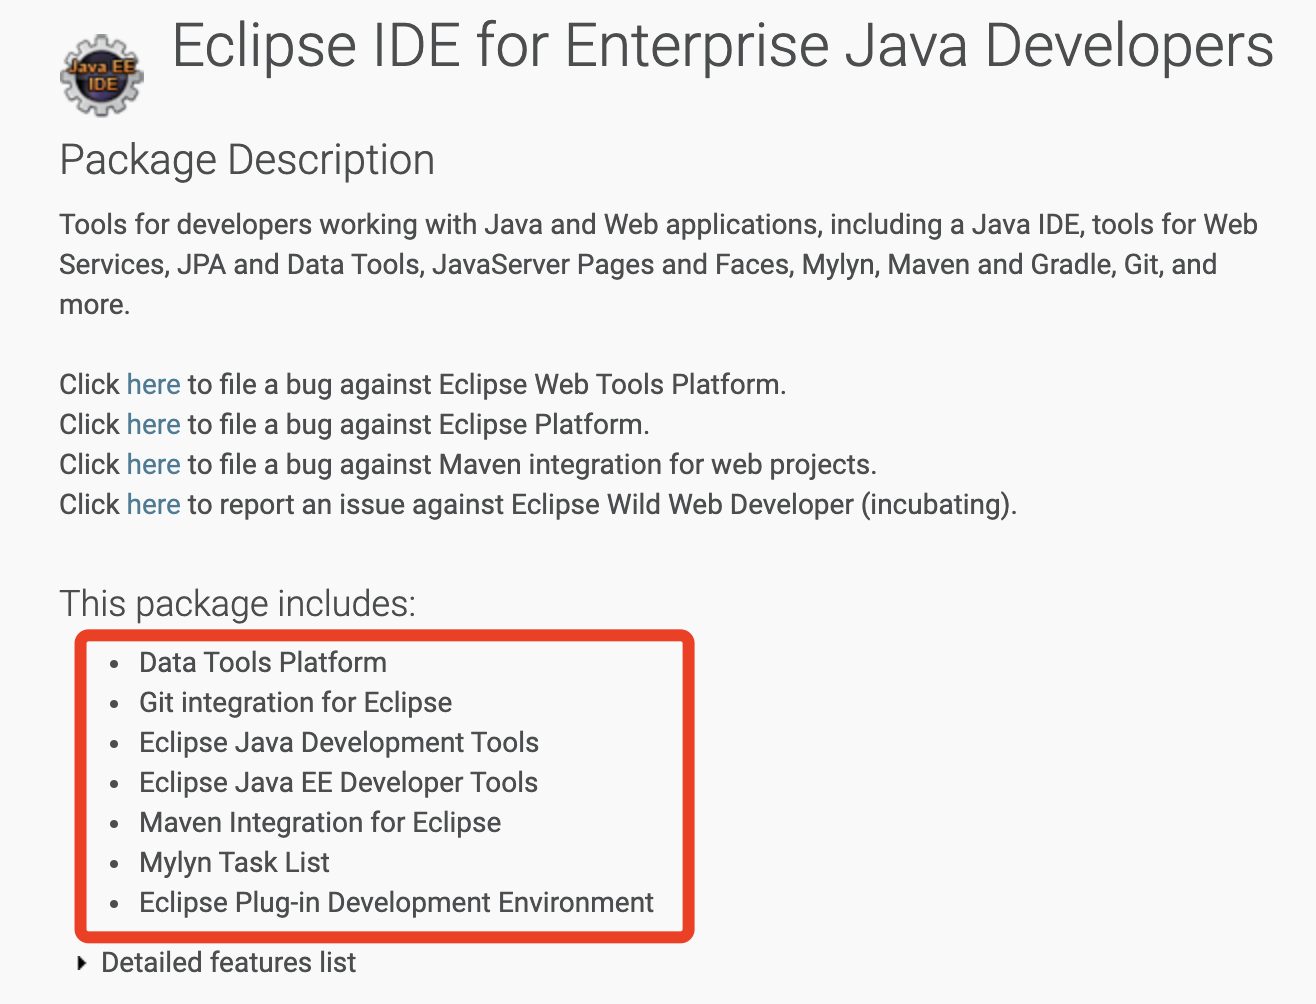 Java EE
IDE
Eclipse IDE for Enterprise Java Developers
Package Description
Tools for developers working with Java and Web applications, including a Java IDE, tools for Web
Services, JPA and Data Tools, JavaServer Pages and Faces, Mylyn, Maven and Gradle, Git, and
more.
Click here to file a bug against Eclipse Web Tools Platform.
Click here to file a bug against Eclipse Platform.
Click here to file a bug against Maven integration for web projects.
Click here to report an issue against Eclipse Wild Web Developer (incubating).
This package includes:
• Data Tools Platform
• Git integration for Eclipse
• Eclipse Java Development Tools
• Eclipse Java EE Developer Tools
• Maven Integration for Eclipse
• Mylyn Task List
• Eclipse Plug-in Development Environment
Detailed features list